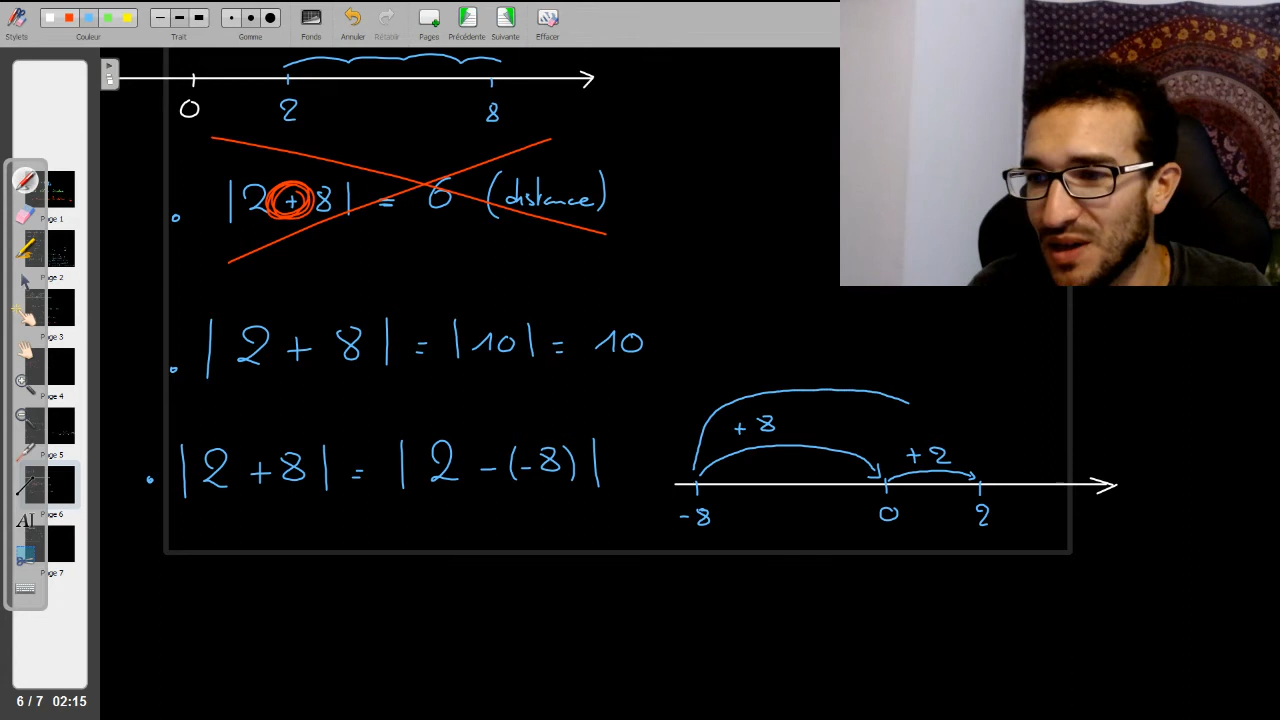 Stylets Couleur Trait Gomme Fonds Annuler Rétablir Pages Précédente Suivante Effacer
0 2 8
|2 + 8| = 6 (distance)
|2 + 8| = |10| = 10
|2 + 8| = |2 - (-8)|
+ 8
+ 2
-8 0 2
Page 1
Page 2
Page 3
Page 4
Page 5
Page 6
Page 7
AI
6 / 7 02:15